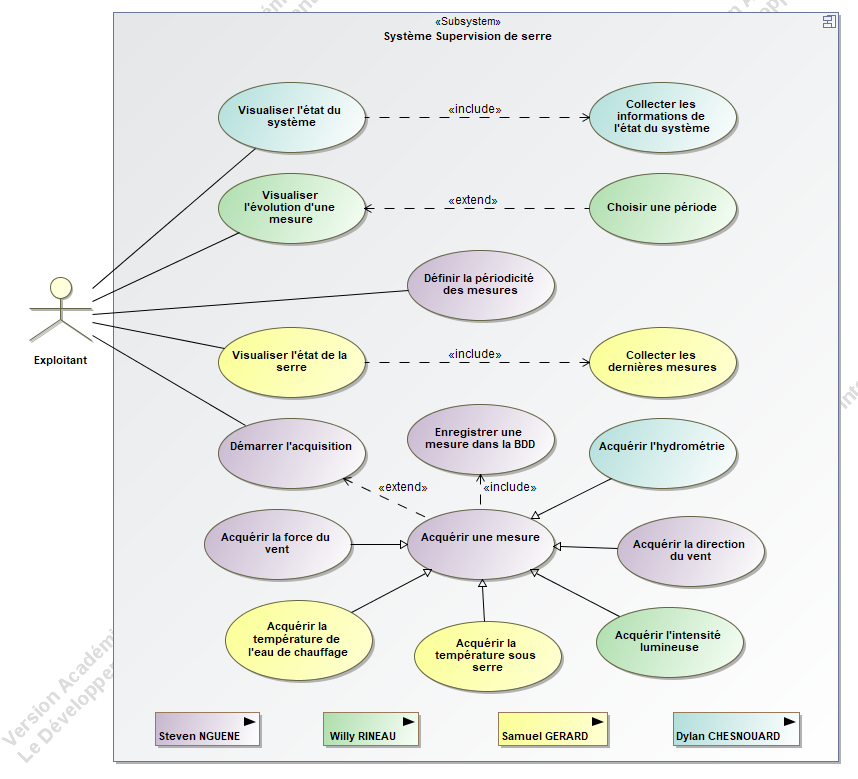 «Subsystem»
Système Supervision de serre
Visualiser l'état du
système
«include»
Collecter les
informations de
l'état du système
Visualiser
l'évolution d'une
mesure
«extend»
Choisir une période
Définir la périodicité
des mesures
Exploitant
Visualiser l'état de la
serre
«include»
Collecter les
dernières mesures
Démarrer l'acquisition
Enregistrer une
mesure dans la BDD
Acquérir l'hydrométrie
«extend»
«include»
Acquérir la force du
vent
Acquérir une mesure
Acquérir la direction
du vent
Acquérir la
température de
l'eau de chauffage
Acquérir la
température sous
serre
Acquérir l'intensité
lumineuse
Steven NGUENE
Willy RINEAU
Samuel GERARD
Dylan CHESNOUARD
Version Académi
Le Développe